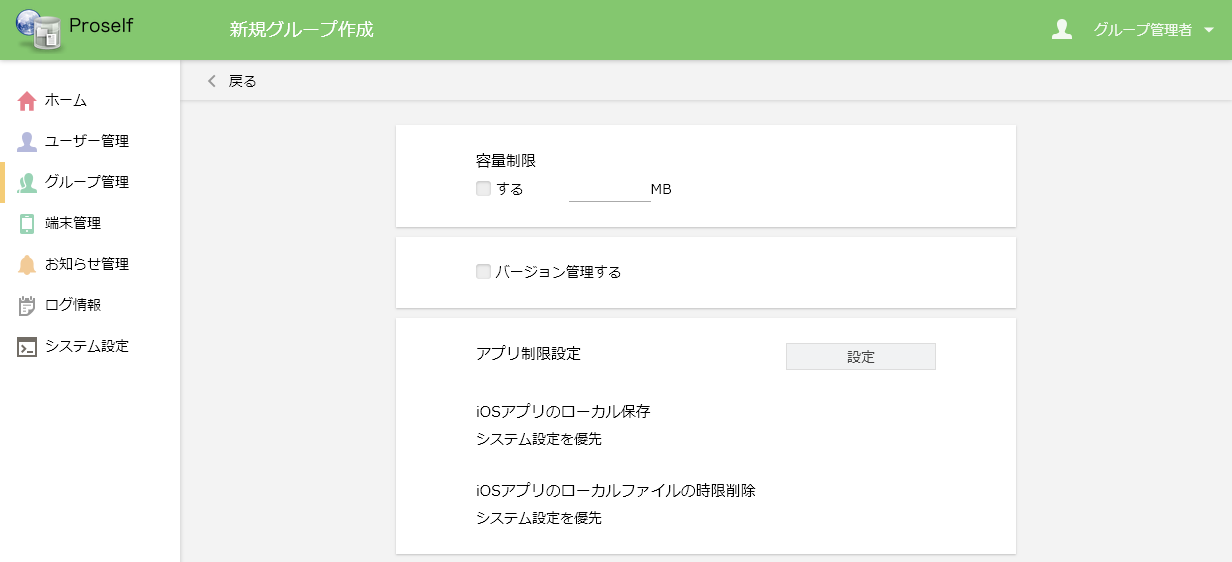 Proself
新規グループ作成
グループ管理者
戻る
ホーム
ユーザー管理
グループ管理
端末管理
お知らせ管理
ログ情報
システム設定
容量制限
する MB
バージョン管理する
アプリ制限設定 設定
iOSアプリのローカル保存
システム設定を優先
iOSアプリのローカルファイルの時限削除
システム設定を優先